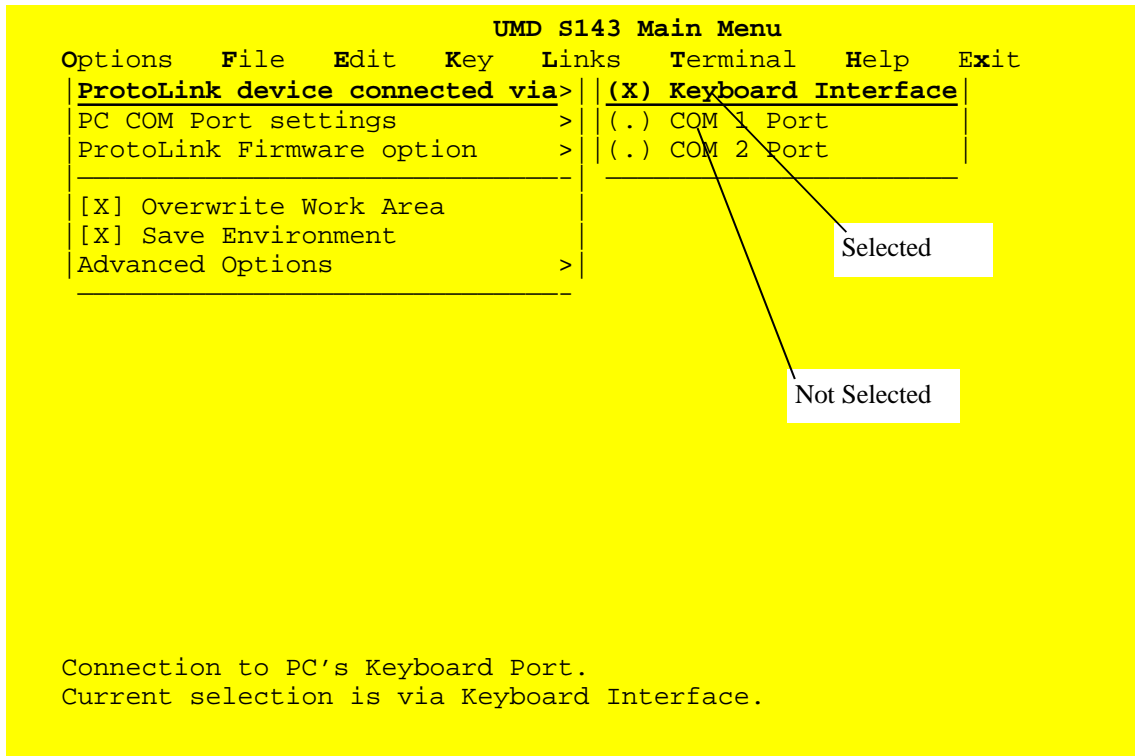 UMD S143 Main Menu
Options File Edit Key Links Terminal Help Exit
|ProtoLink device connected via>||(X) Keyboard Interface|
|PC COM Port settings >||(.) COM 1 Port |
|ProtoLink Firmware option >||(.) COM 2 Port |
|[X] Overwrite Work Area |
|[X] Save Environment |
Selected
|Advanced Options >|
Not Selected
Connection to PC’s Keyboard Port.
Current selection is via Keyboard Interface.